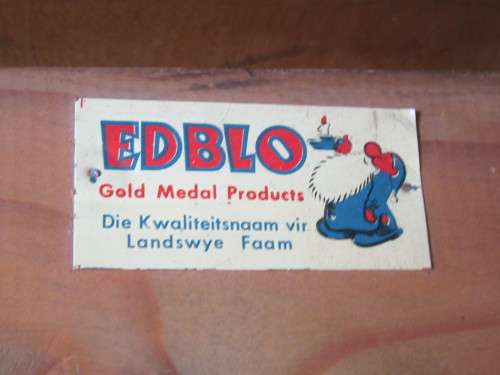 EDBLO
Gold Medal Products
Die Kwaliteitsnaam vir
Landswye Faam